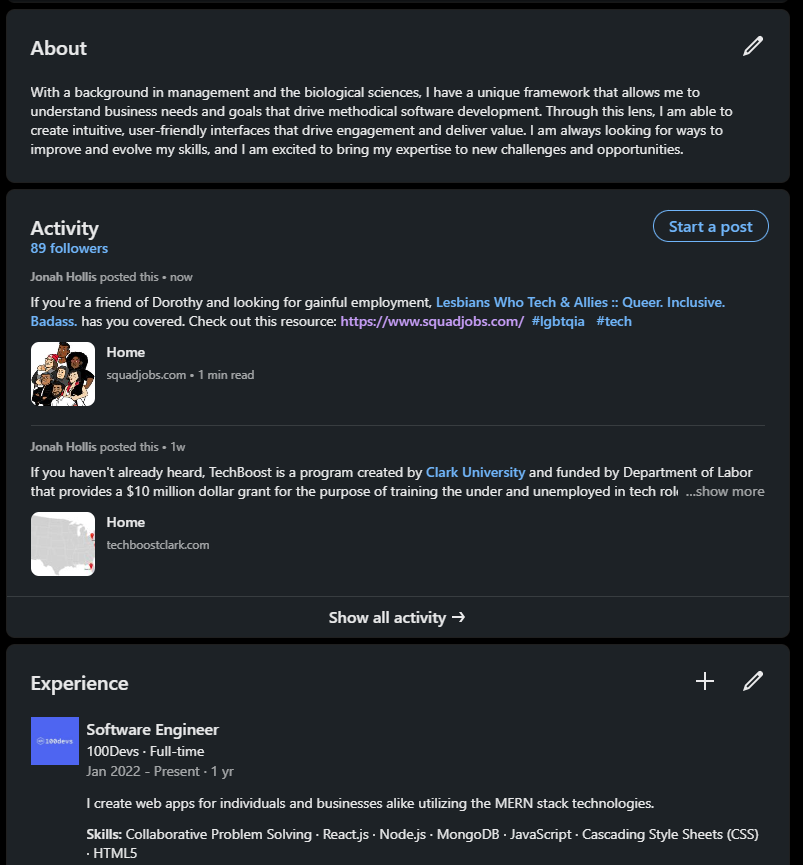 About
With a background in management and the biological sciences, I have a unique framework that allows me to
understand business needs and goals that drive methodical software development. Through this lens, I am able to
create intuitive, user-friendly interfaces that drive engagement and deliver value. I am always looking for ways to
improve and evolve my skills, and I am excited to bring my expertise to new challenges and opportunities.
Activity
Start a post
89 followers
Jonah Hollis posted this • now
If you're a friend of Dorothy and looking for gainful employment, Lesbians Who Tech & Allies :: Queer. Inclusive.
Badass. has you covered. Check out this resource: https://www.squadjobs.com/ #lgbtqia #tech
Home
squadjobs.com • 1 min read
Jonah Hollis posted this • 1w
If you haven't already heard, TechBoost is a program created by Clark University and funded by Department of Labor
that provides a $10 million dollar grant for the purpose of training the under and unemployed in tech role ...show more
Home
techboostclark.com
Show all activity →
Experience
100devs
Software Engineer
100Devs · Full-time
Jan 2022 - Present · 1 yr
I create web apps for individuals and businesses alike utilizing the MERN stack technologies.
Skills: Collaborative Problem Solving · React.js · Node.js · MongoDB · JavaScript · Cascading Style Sheets (CSS)
· HTML5